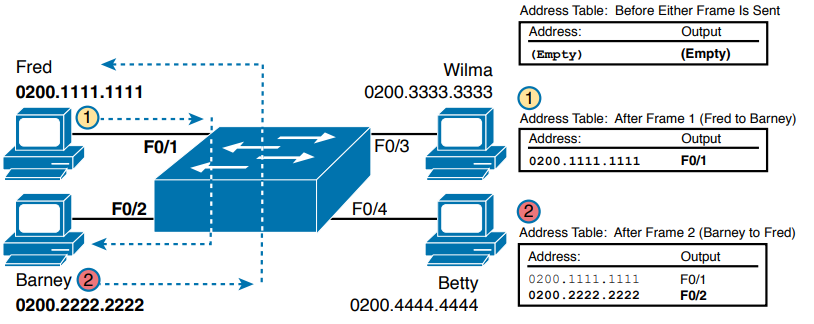 Address Table: Before Either Frame Is Sent
Address: Output
(Empty) (Empty)
Fred
0200.1111.1111
Wilma
0200.3333.3333
1
F0/1
F0/3
F0/2
F0/4
Barney 2
0200.2222.2222
Betty
0200.4444.4444
1
Address Table: After Frame 1 (Fred to Barney)
Address: Output
0200.1111.1111 F0/1
2
Address Table: After Frame 2 (Barney to Fred)
Address: Output
0200.1111.1111 F0/1
0200.2222.2222 F0/2